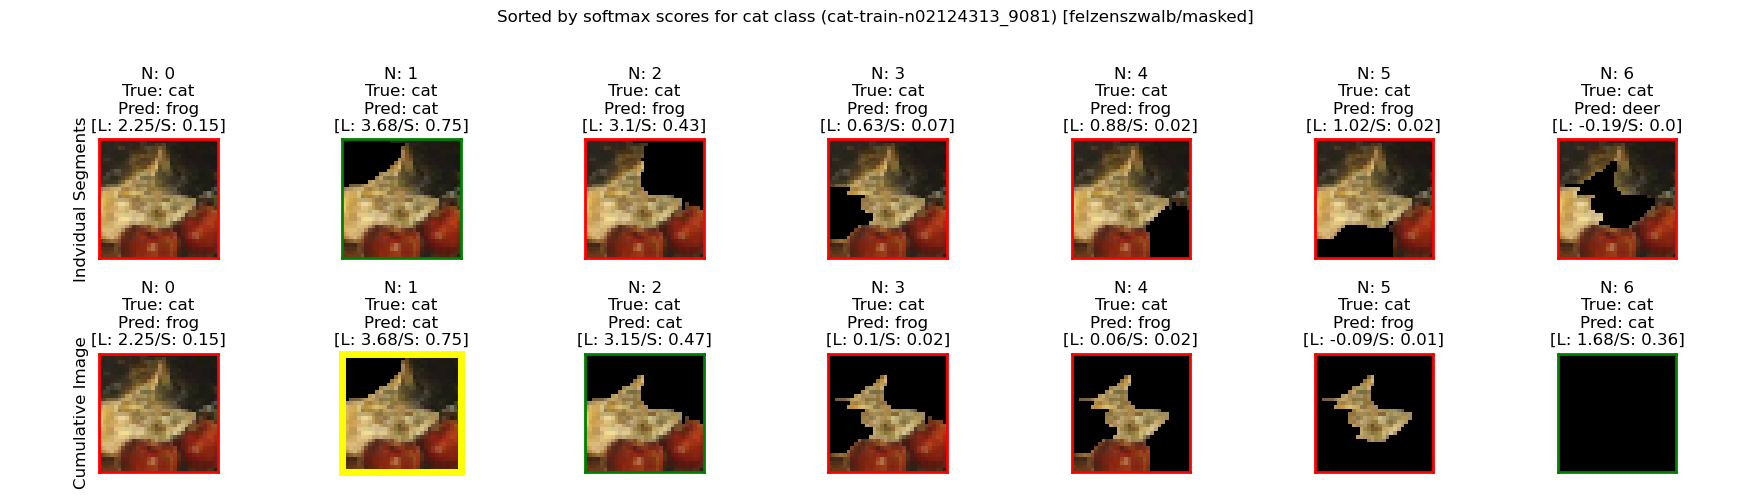 Sorted by softmax scores for cat class (cat-train-n02124313_9081) [felzenszwalb/masked]
Indvidual Segments
N: 0
True: cat
Pred: frog
[L: 2.25/S: 0.15]
N: 1
True: cat
Pred: cat
[L: 3.68/S: 0.75]
N: 2
True: cat
Pred: frog
[L: 3.1/S: 0.43]
N: 3
True: cat
Pred: frog
[L: 0.63/S: 0.07]
N: 4
True: cat
Pred: frog
[L: 0.88/S: 0.02]
N: 5
True: cat
Pred: frog
[L: 1.02/S: 0.02]
N: 6
True: cat
Pred: deer
[L: -0.19/S: 0.0]
Cumulative Image
N: 0
True: cat
Pred: frog
[L: 2.25/S: 0.15]
N: 1
True: cat
Pred: cat
[L: 3.68/S: 0.75]
N: 2
True: cat
Pred: cat
[L: 3.15/S: 0.47]
N: 3
True: cat
Pred: frog
[L: 0.1/S: 0.02]
N: 4
True: cat
Pred: frog
[L: 0.06/S: 0.02]
N: 5
True: cat
Pred: frog
[L: -0.09/S: 0.01]
N: 6
True: cat
Pred: cat
[L: 1.68/S: 0.36]